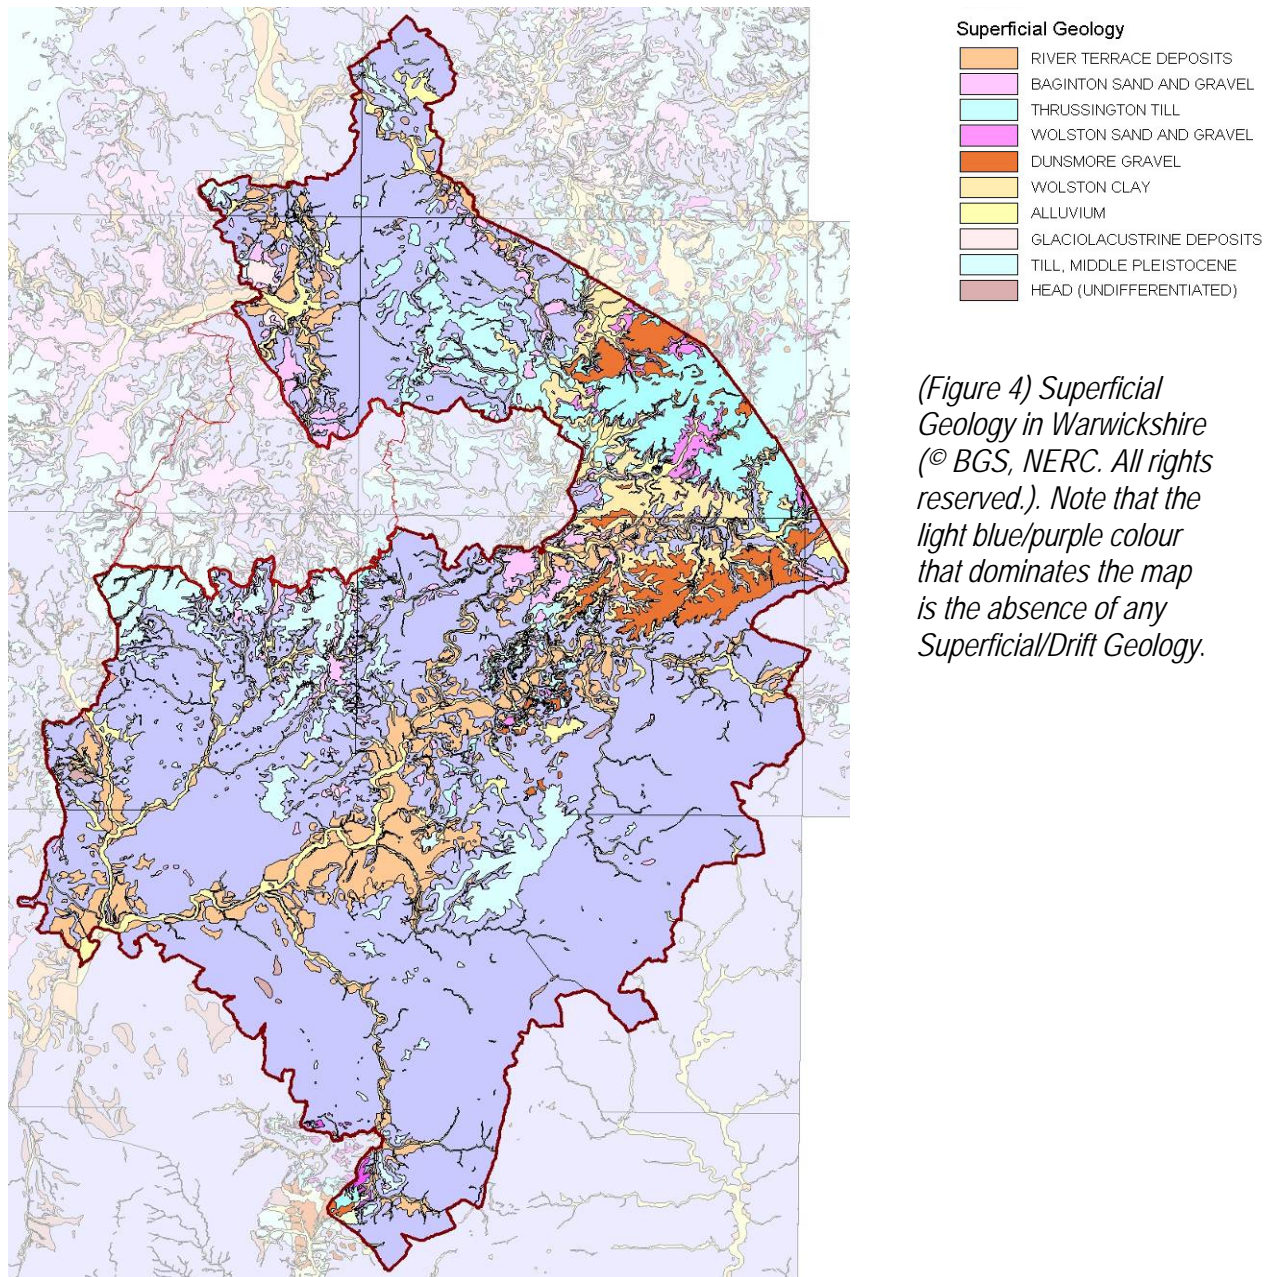 Superficial Geology
RIVER TERRACE DEPOSITS
BAGINTON SAND AND GRAVEL
THRUSSINGTON TILL
WOLSTON SAND AND GRAVEL
DUNSMORE GRAVEL
WOLSTON CLAY
ALLUVIUM
GLACIOLACUSTRINE DEPOSITS
TILL, MIDDLE PLEISTOCENE
HEAD (UNDIFFERENTIATED)
(Figure 4) Superficial
Geology in Warwickshire
(© BGS, NERC. All rights
reserved.). Note that the
light blue/purple colour
that dominates the map
is the absence of any
Superficial/Drift Geology.